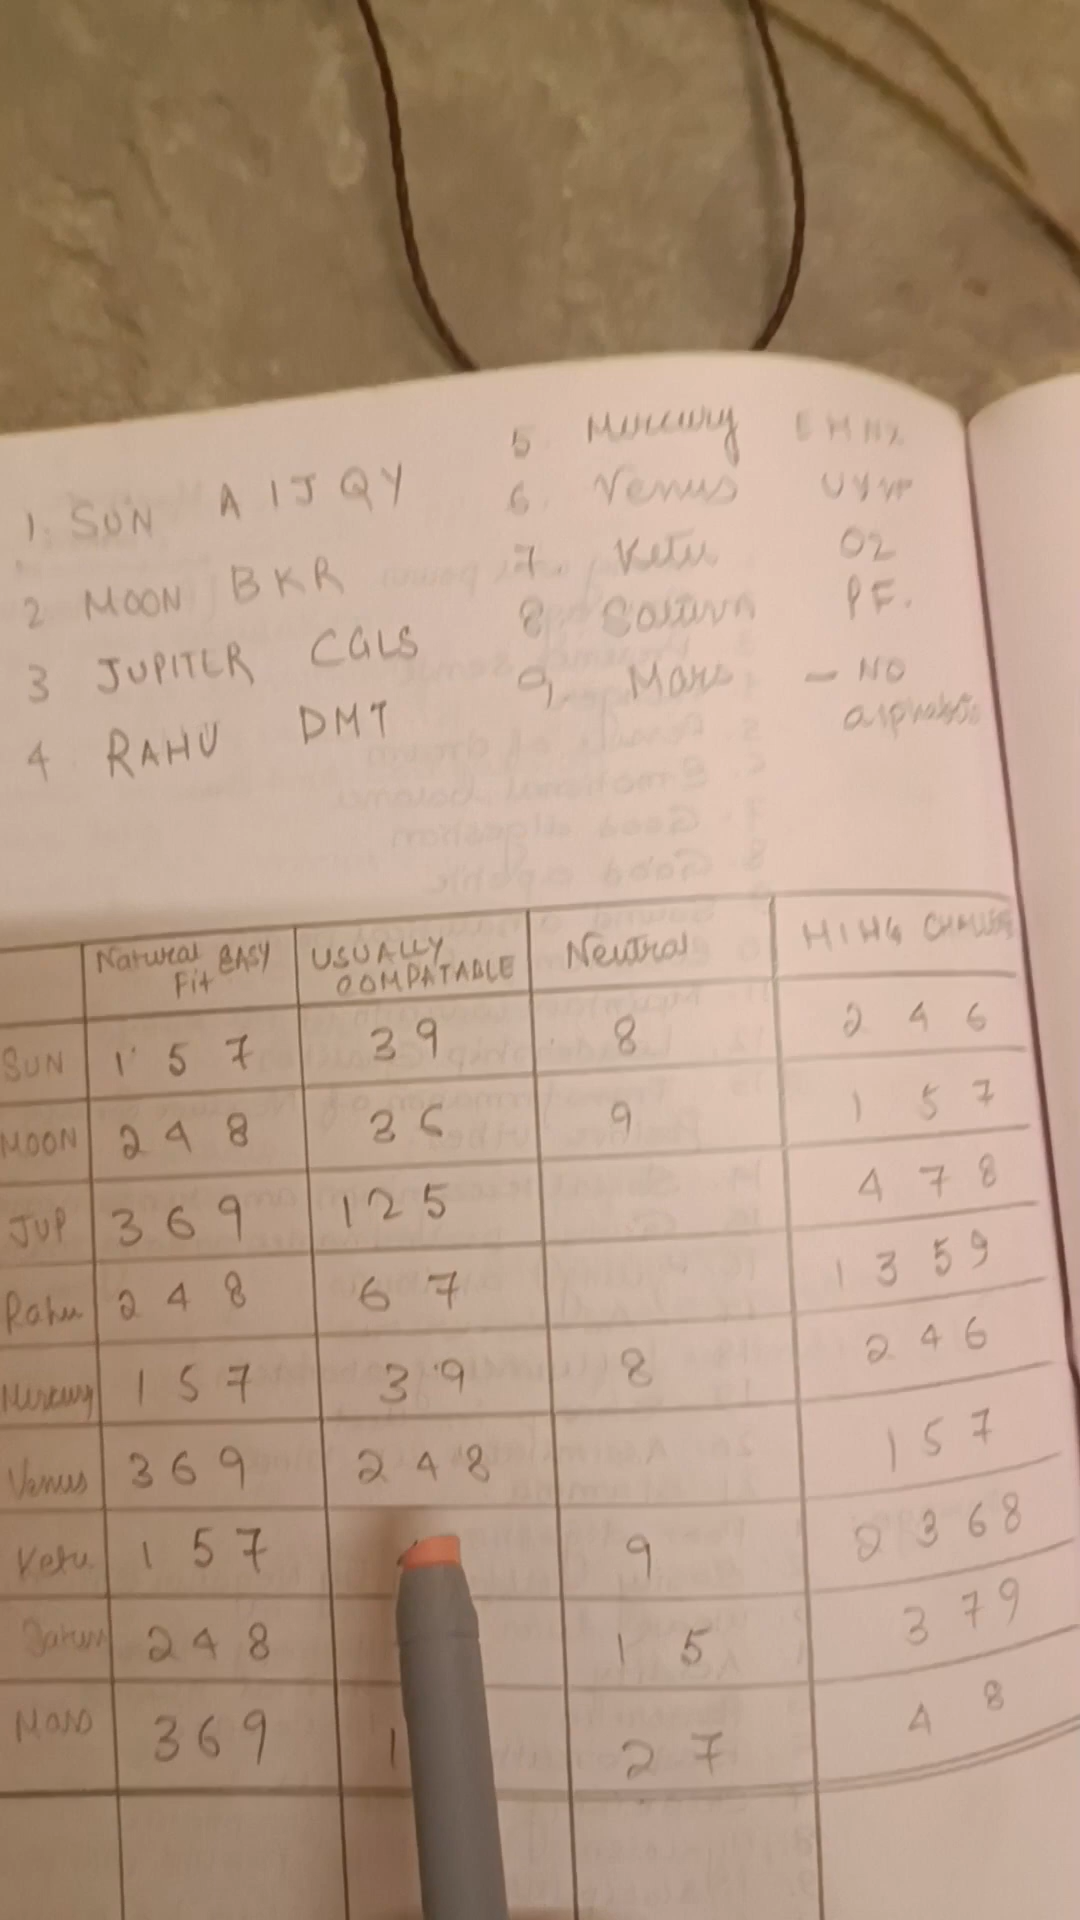 1. SUN A I J Q Y
2 MOON B K R
3 JUPITER C G L S
4 RAHU D M T
5 Mercury E H N X
6. Venus U V W
7. Ketu O Z
8 Saturn P F.
9, Mars – NO
Natural EASY Fit USUALLY COMPATABLE Neutral HIHG
SUN 1 5 7 3 9 8 2 4 6
MOON 2 4 8 3 6 9 1 5 7
JUP 3 6 9 1 2 5 4 7 8
Rahu 2 4 8 6 7 1 3 5 9
Mercury 1 5 7 3 9 8 2 4 6
Venus 3 6 9 2 4 8 1 5 7
Ketu 1 5 7 9 2 3 6 8
Saturn 2 4 8 1 5 3 7 9
Mars 3 6 9 1 2 7 4 8